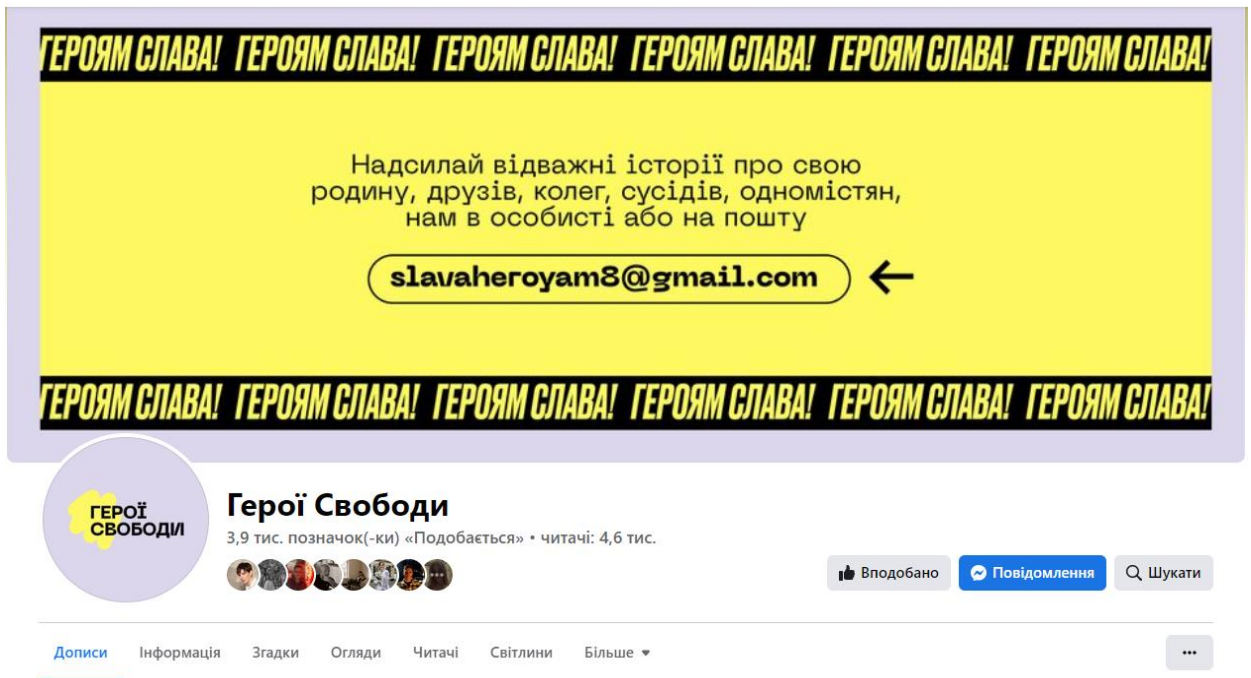 ГЕРОЯМ СЛАВА! ГЕРОЯМ СЛАВА! ГЕРОЯМ СЛАВА! ГЕРОЯМ СЛАВА! ГЕРОЯМ СЛАВА! ГЕРОЯМ СЛАВА!
Надсилай відважні історії про свою
родину, друзів, колег, сусідів, одномістян,
нам в особисті або на пошту
slavaheroyam8@gmail.com
ГЕРОЯМ СЛАВА! ГЕРОЯМ СЛАВА! ГЕРОЯМ СЛАВА! ГЕРОЯМ СЛАВА! ГЕРОЯМ СЛАВА! ГЕРОЯМ СЛАВА!
ГЕРОЇ
СВОБОДИ
Герої Свободи
3,9 тис. позначок(-ки) «Подобається» • читачі: 4,6 тис.
Вподобано Повідомлення Шукати
Дописи Інформація Згадки Огляди Читачі Світлини Більше